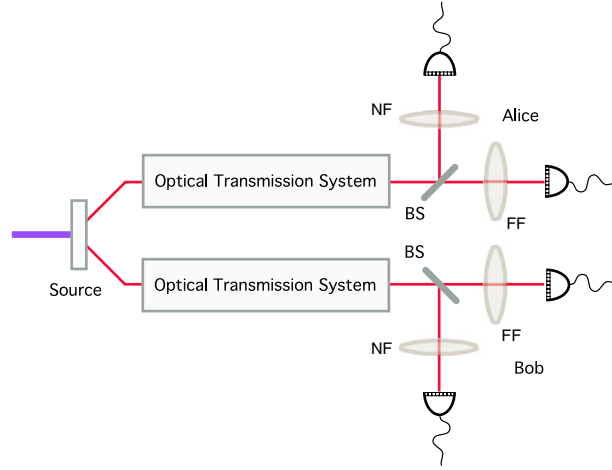 NF
Alice
Optical Transmission System
BS
FF
BS
Source
Optical Transmission System
NF
FF
Bob